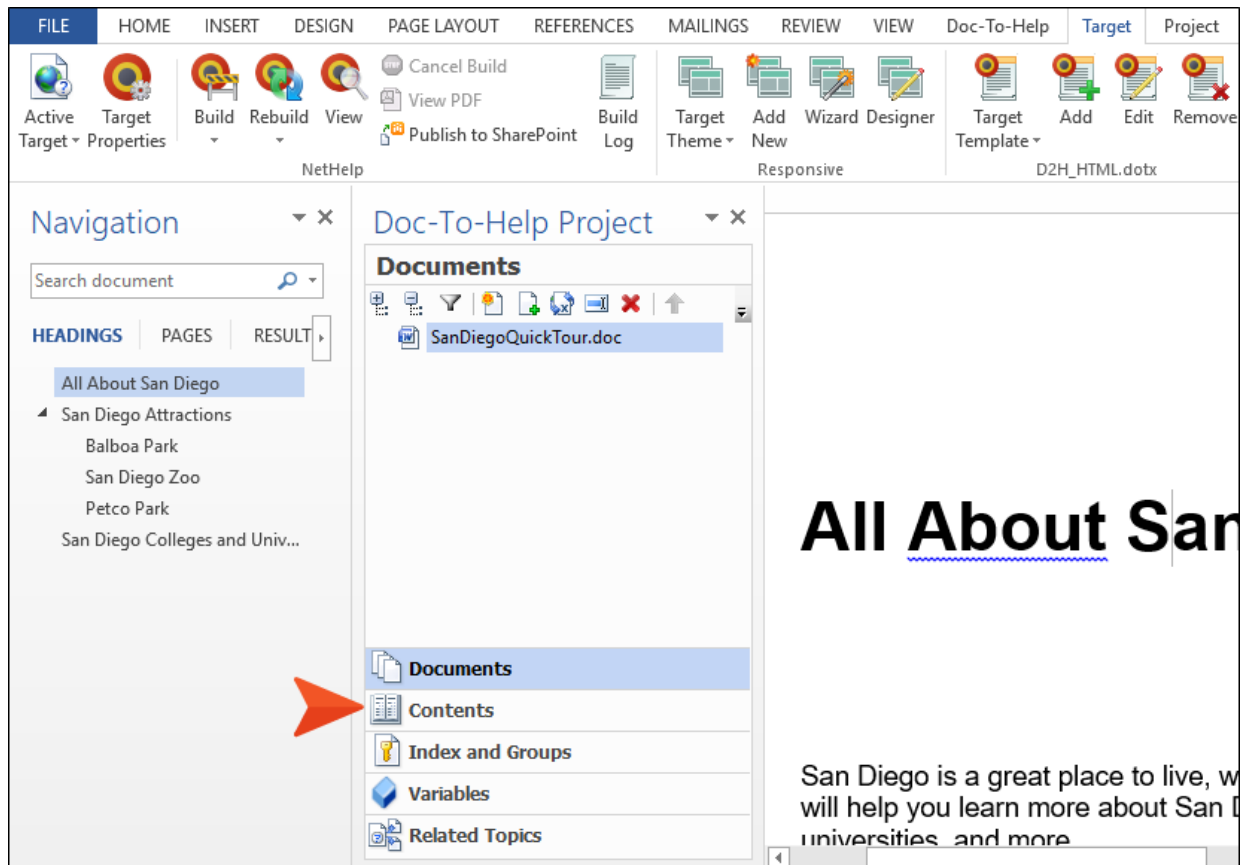 FILE HOME INSERT DESIGN PAGE LAYOUT REFERENCES MAILINGS REVIEW VIEW Doc-To-Help Target Project
Active Target
Target Properties
Build
Rebuild
View
Cancel Build
View PDF
Publish to SharePoint
Build Log
NetHelp
Target Theme
Add New
Wizard
Designer
Responsive
Target Template
Add
Edit
Remove
D2H_HTML.dotx
Navigation
Search document
HEADINGS PAGES RESULT
All About San Diego
San Diego Attractions
Balboa Park
San Diego Zoo
Petco Park
San Diego Colleges and Univ...
Doc-To-Help Project
Documents
SanDiegoQuickTour.doc
Documents
Contents
Index and Groups
Variables
Related Topics
All About San
San Diego is a great place to live, w
will help you learn more about San D
universities, and more